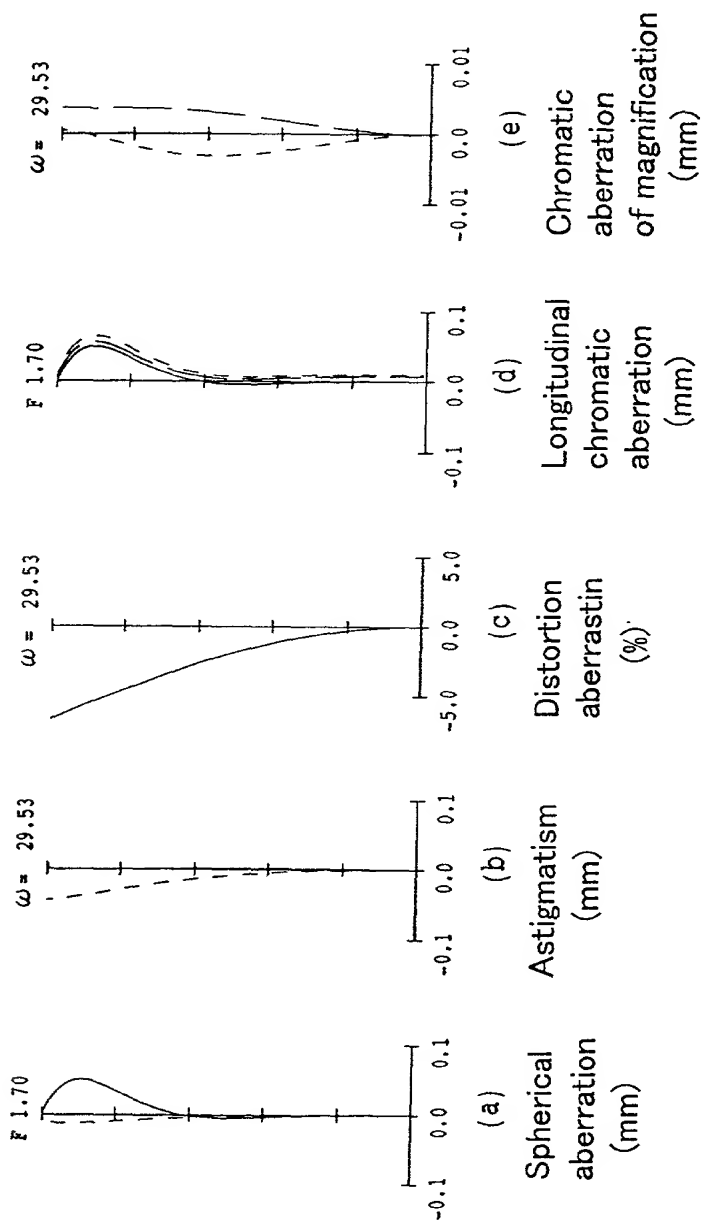 F 1.70
-0.1 0.0 0.1
(a)
Spherical
aberration
(mm)
ω= 29.53
-0.1 0.0 0.1
(b)
Astigmatism
(mm)
ω= 29.53
-5.0 0.0 5.0
(c)
Distortion
aberrastin
(%)
F 1.70
-0.1 0.0 0.1
(d)
Longitudinal
chromatic
aberration
(mm)
ω= 29.53
-0.01 0.0 0.01
(e)
Chromatic
aberration
of magnification
(mm)